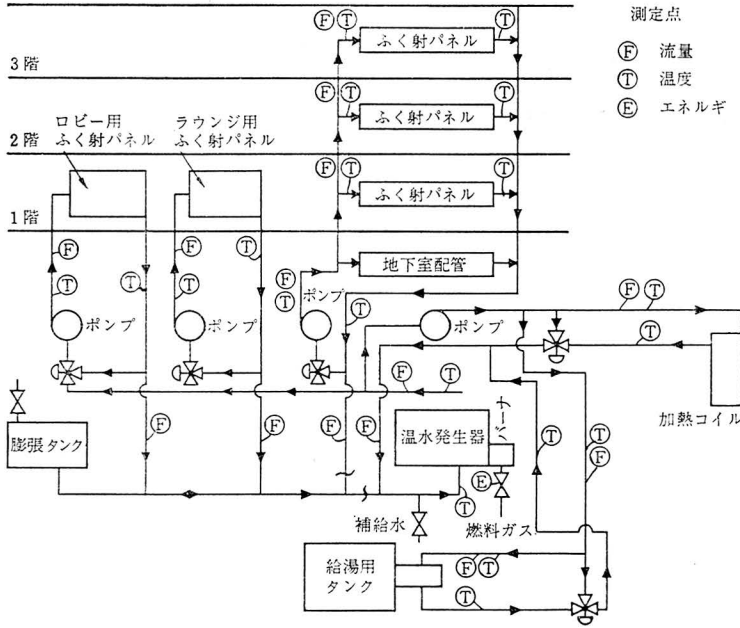 測定点
Ⓕ 流量
Ⓣ 温度
Ⓔ エネルギ
Ⓕ Ⓣ ふく射パネル Ⓣ
3階
Ⓕ Ⓣ ふく射パネル Ⓣ
2階
ロビー用
ふく射パネル
ラウンジ用
ふく射パネル
Ⓕ Ⓣ ふく射パネル Ⓣ
1階
Ⓕ Ⓣ
Ⓕ Ⓣ
地下室配管
Ⓕ
Ⓣ
Ⓣ Ⓣ
ポンプ
ポンプ
ポンプ
Ⓣ
ポンプ
Ⓕ Ⓣ
Ⓣ
加熱コイル
Ⓕ Ⓣ
膨張タンク
Ⓕ
Ⓕ
Ⓕ
Ⓕ
温水発生器
バーナ
Ⓣ
Ⓣ
Ⓕ
Ⓔ
Ⓣ
補給水
燃料ガス
給湯用
タンク
Ⓕ Ⓣ
Ⓣ